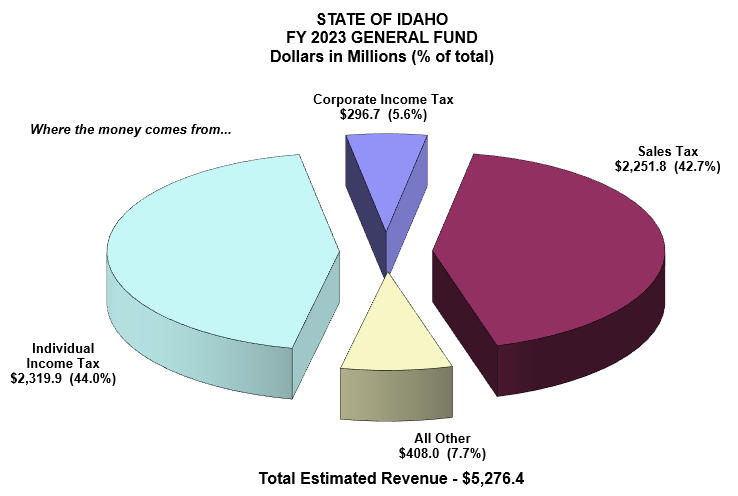 STATE OF IDAHO
FY 2023 GENERAL FUND
Dollars in Millions (% of total)
Corporate Income Tax
$296.7 (5.6%)
Where the money comes from...
Sales Tax
$2,251.8 (42.7%)
Individual
Income Tax
$2,319.9 (44.0%)
All Other
$408.0 (7.7%)
Total Estimated Revenue - $5,276.4